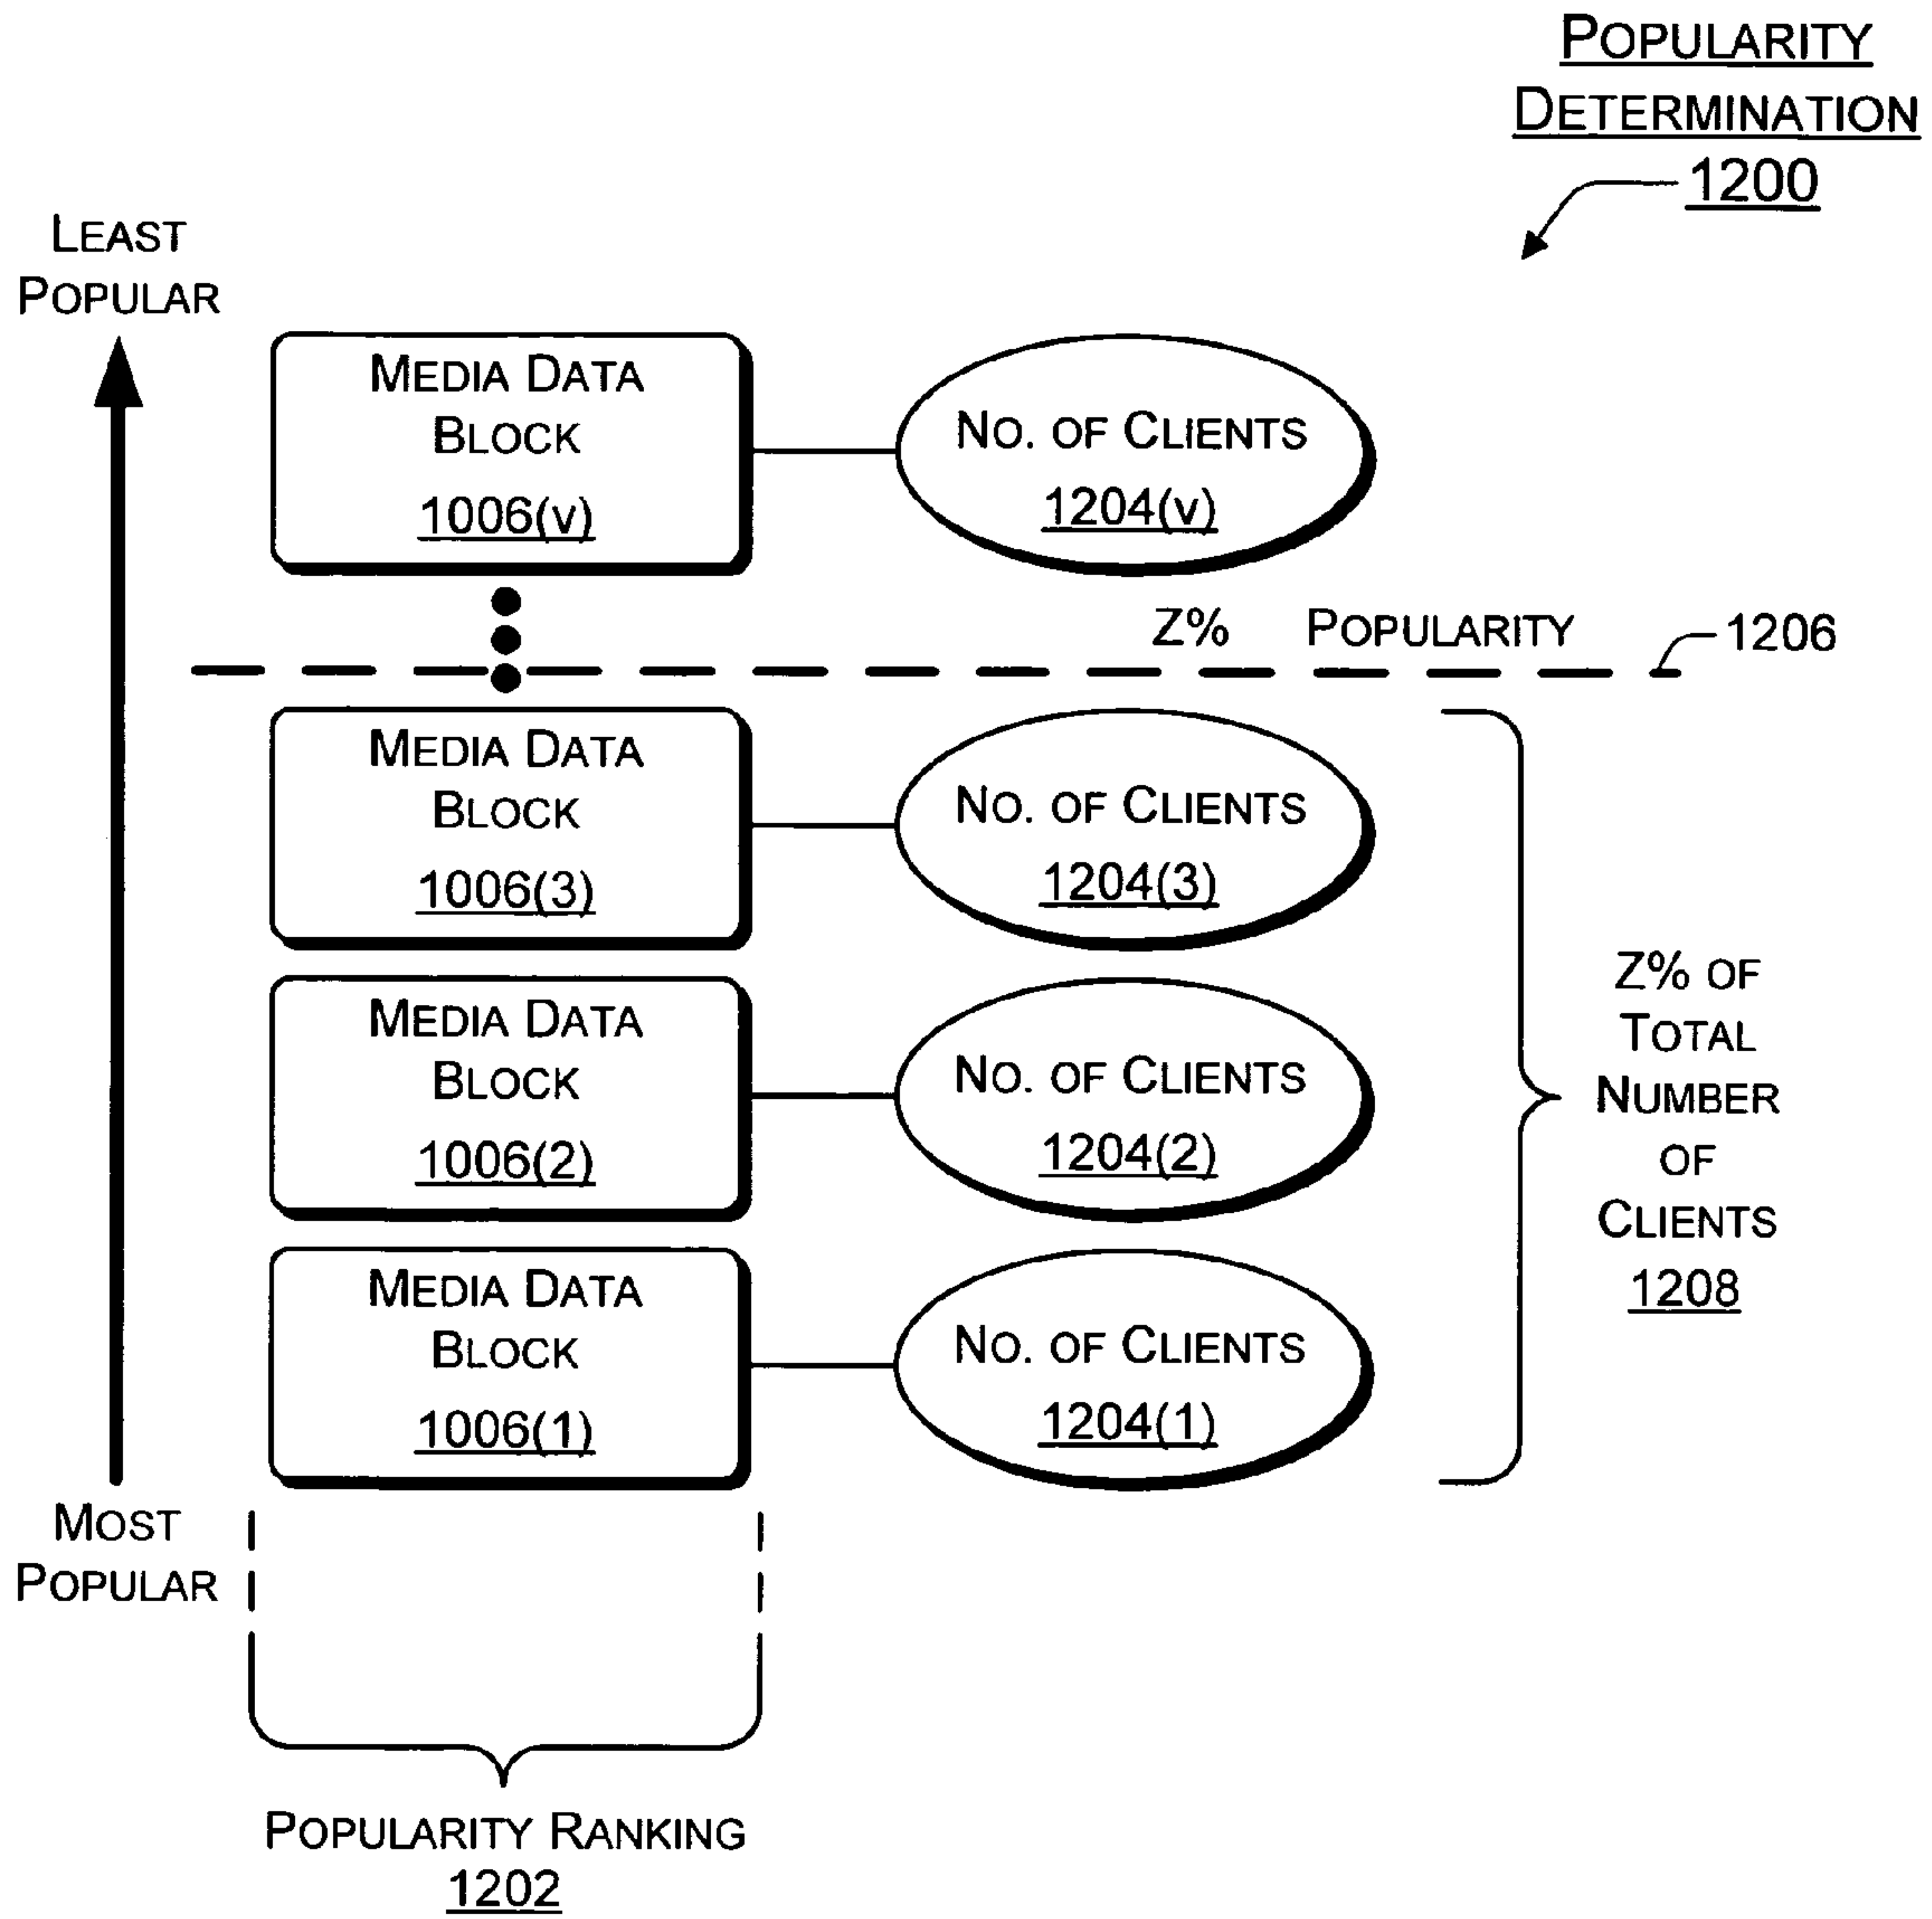 POPULARITY
DETERMINATION
1200
LEAST
POPULAR
MEDIA DATA
BLOCK
1006(v)
NO. OF CLIENTS
1204(v)
Z% POPULARITY
1206
MEDIA DATA
BLOCK
1006(3)
NO. OF CLIENTS
1204(3)
MEDIA DATA
BLOCK
1006(2)
NO. OF CLIENTS
1204(2)
MEDIA DATA
BLOCK
1006(1)
NO. OF CLIENTS
1204(1)
Z% OF
TOTAL
NUMBER
OF
CLIENTS
1208
MOST
POPULAR
POPULARITY RANKING
1202